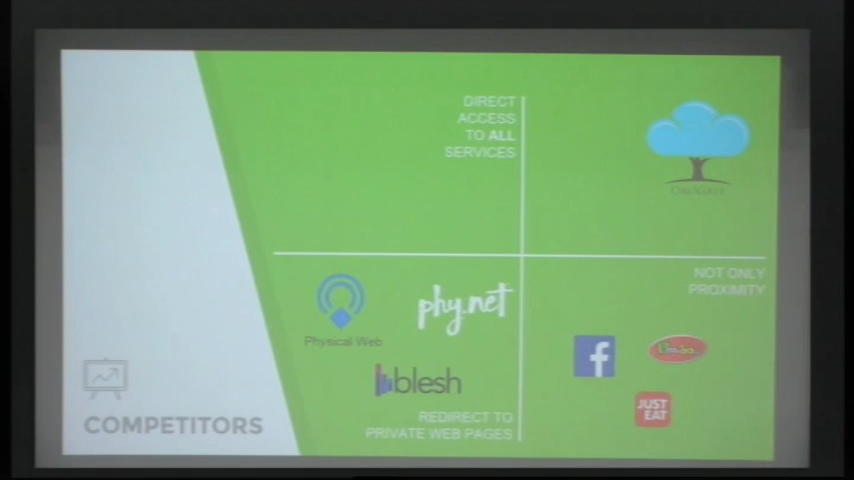 DIRECT
ACCESS
TO ALL
SERVICES
NOT ONLY
PROXIMITY
Physical Web
phy.net
blesh
JUST
EAT
REDIRECT TO
PRIVATE WEB PAGES
COMPETITORS